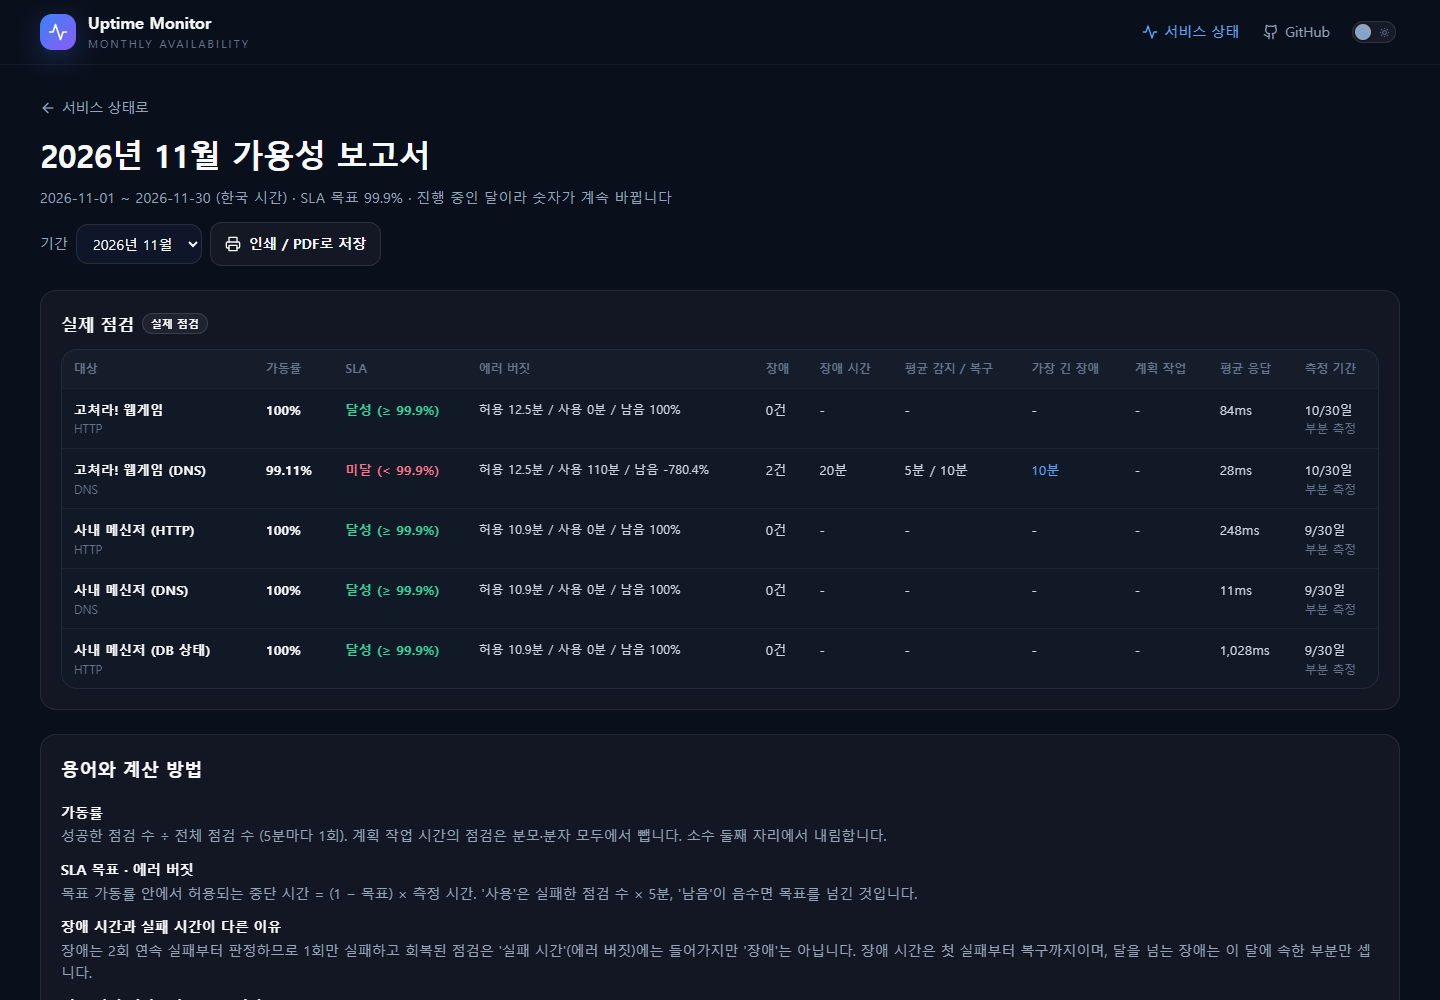 Uptime Monitor
MONTHLY AVAILABILITY
서비스 상태
GitHub
서비스 상태로
2026년 11월 가용성 보고서
2026-11-01 ~ 2026-11-30 (한국 시간) · SLA 목표 99.9% · 진행 중인 달이라 숫자가 계속 바뀝니다
기간 2026년 11월 인쇄 / PDF로 저장
실제 점검 실제 점검
대상 가동률 SLA 에러 버짓 장애 장애 시간 평균 감지 / 복구 가장 긴 장애 계획 작업 평균 응답 측정 기간
고쳐라! 웹게임 100% 달성 (≥ 99.9%) 허용 12.5분 / 사용 0분 / 남음 100% 0건 - - - - 84ms 10/30일
HTTP 부분 측정
고쳐라! 웹게임 (DNS) 99.11% 미달 (< 99.9%) 허용 12.5분 / 사용 110분 / 남음 -780.4% 2건 20분 5분 / 10분 10분 - 28ms 10/30일
DNS 부분 측정
사내 메신저 (HTTP) 100% 달성 (≥ 99.9%) 허용 10.9분 / 사용 0분 / 남음 100% 0건 - - - - 248ms 9/30일
HTTP 부분 측정
사내 메신저 (DNS) 100% 달성 (≥ 99.9%) 허용 10.9분 / 사용 0분 / 남음 100% 0건 - - - - 11ms 9/30일
DNS 부분 측정
사내 메신저 (DB 상태) 100% 달성 (≥ 99.9%) 허용 10.9분 / 사용 0분 / 남음 100% 0건 - - - - 1,028ms 9/30일
HTTP 부분 측정
용어와 계산 방법
가동률
성공한 점검 수 ÷ 전체 점검 수 (5분마다 1회). 계획 작업 시간의 점검은 분모·분자 모두에서 뺍니다. 소수 둘째 자리에서 내림합니다.
SLA 목표 · 에러 버짓
목표 가동률 안에서 허용되는 중단 시간 = (1 − 목표) × 측정 시간. '사용'은 실패한 점검 수 × 5분, '남음'이 음수면 목표를 넘긴 것입니다.
장애 시간과 실패 시간이 다른 이유
장애는 2회 연속 실패부터 판정하므로 1회만 실패하고 회복된 점검은 '실패 시간'(에러 버짓)에는 들어가지만 '장애'는 아닙니다. 장애 시간은 첫 실패부터 복구까지이며, 달을 넘는 장애는 이 달에 속한 부분만 셉
니다.